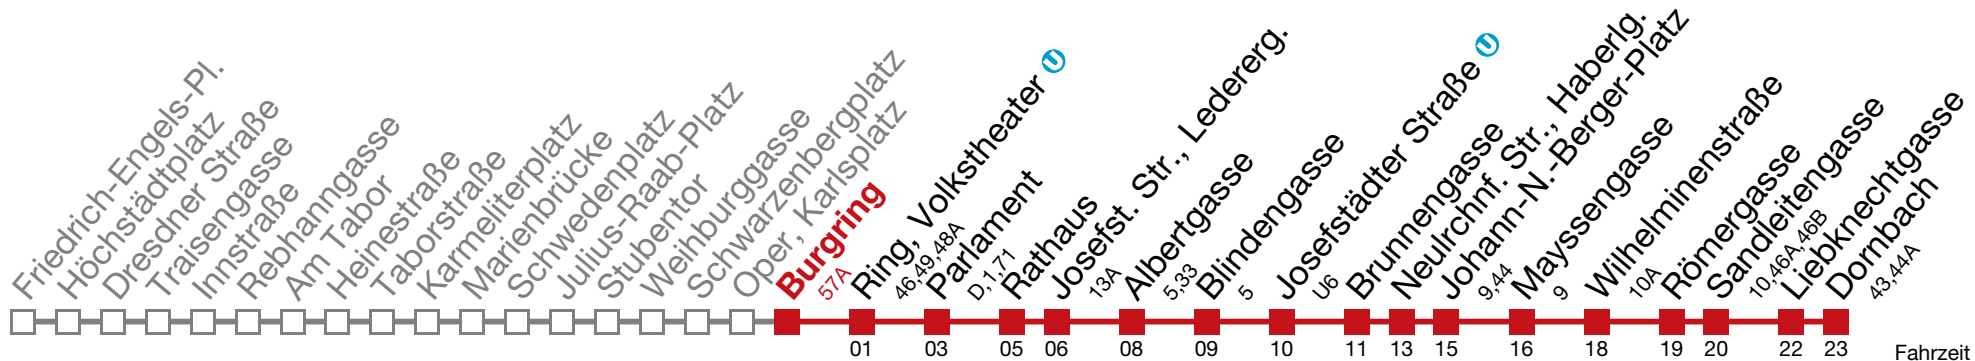 Friedrich-Engels-Pl.
Höchstädtplatz
Dresdner Straße
Traisengasse
Innstraße
Rebhanngasse
Am Tabor
Heinestraße
Taborstraße
Karmeliterplatz
Marienbrücke
Schwedenplatz
Julius-Raab-Platz
Stubentor
Weihburggasse
Schwarzenbergplatz
Oper, Karlsplatz
Burgring
57A
Ring, Volkstheater U
46,49,48A
Parlament
D,1,71
Rathaus
Josefst. Str., Ledererg.
13A
Albertgasse
5,33
Blindengasse
5
Josefstädter Straße U
U6
Brunnengasse
Neulrchnf. Str., Haberlg.
Johann-N.-Berger-Platz
9,44
Mayssengasse
9
Wilhelminenstraße
10A
Römergasse
Sandleitengasse
10,46A,46B
Liebknechtgasse
Dornbach
43,44A
01 03 05 06 08 09 10 11 13 15 16 18 19 20 22 23 Fahrzeit